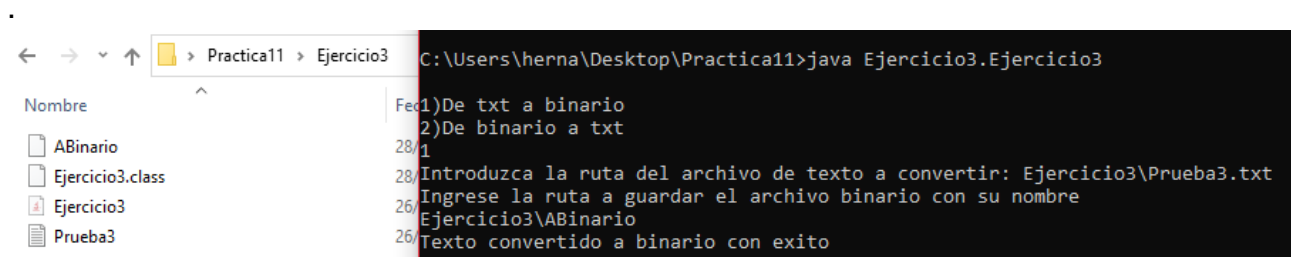 .
Practica11 > Ejercicio3
Nombre
Fec
ABinario
28/
Ejercicio3.class
28/
Ejercicio3
26/
Prueba3
26/
C:\Users\herna\Desktop\Practica11>java Ejercicio3.Ejercicio3
1)De txt a binario
2)De binario a txt
1
Introduzca la ruta del archivo de texto a convertir: Ejercicio3\Prueba3.txt
Ingrese la ruta a guardar el archivo binario con su nombre
Ejercicio3\ABinario
Texto convertido a binario con exito